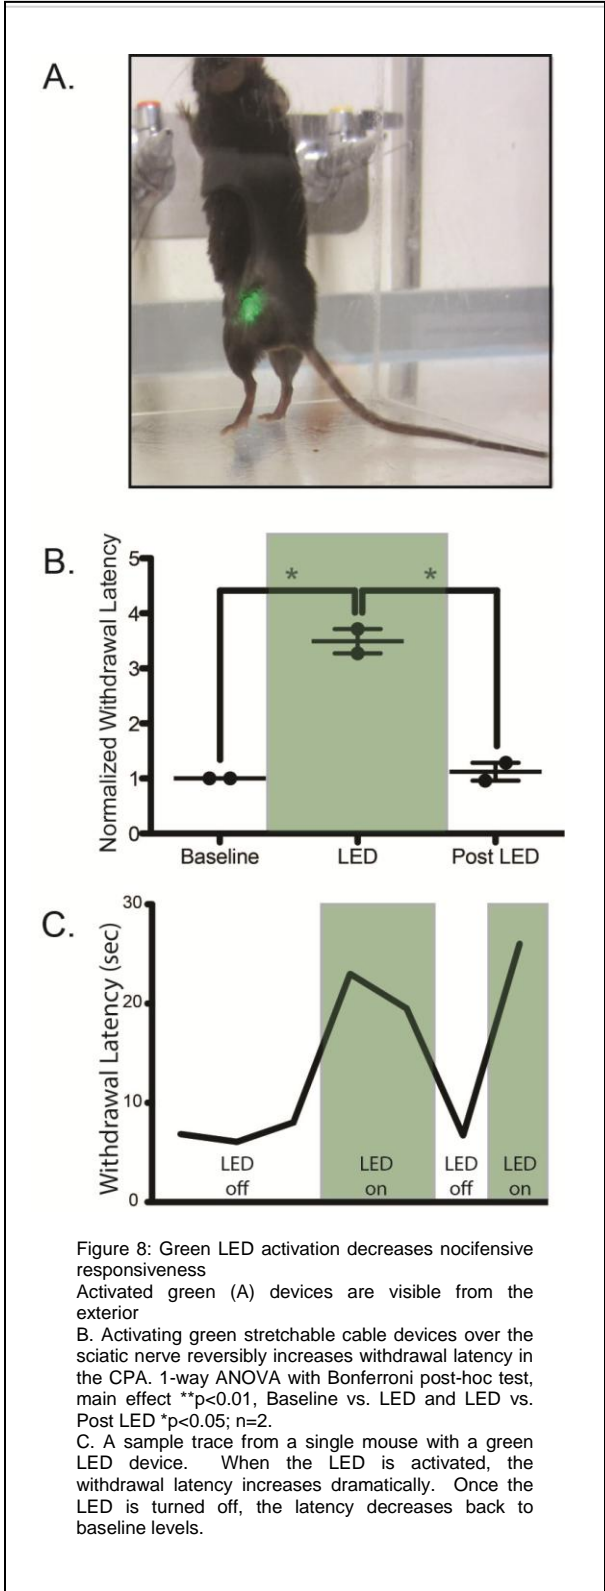 A.
B.
Normalized Withdrawal Latency
5
4
3
2
1
0
* *
Baseline LED Post LED
C.
Withdrawal Latency (sec)
30
20
10
0
LED LED LED LED
off on off on
Figure 8: Green LED activation decreases nocifensive
responsiveness
Activated green (A) devices are visible from the
exterior
B. Activating green stretchable cable devices over the
sciatic nerve reversibly increases withdrawal latency in
the CPA. 1-way ANOVA with Bonferroni post-hoc test,
main effect **p<0.01, Baseline vs. LED and LED vs.
Post LED *p<0.05; n=2.
C. A sample trace from a single mouse with a green
LED device. When the LED is activated, the
withdrawal latency increases dramatically. Once the
LED is turned off, the latency decreases back to
baseline levels.